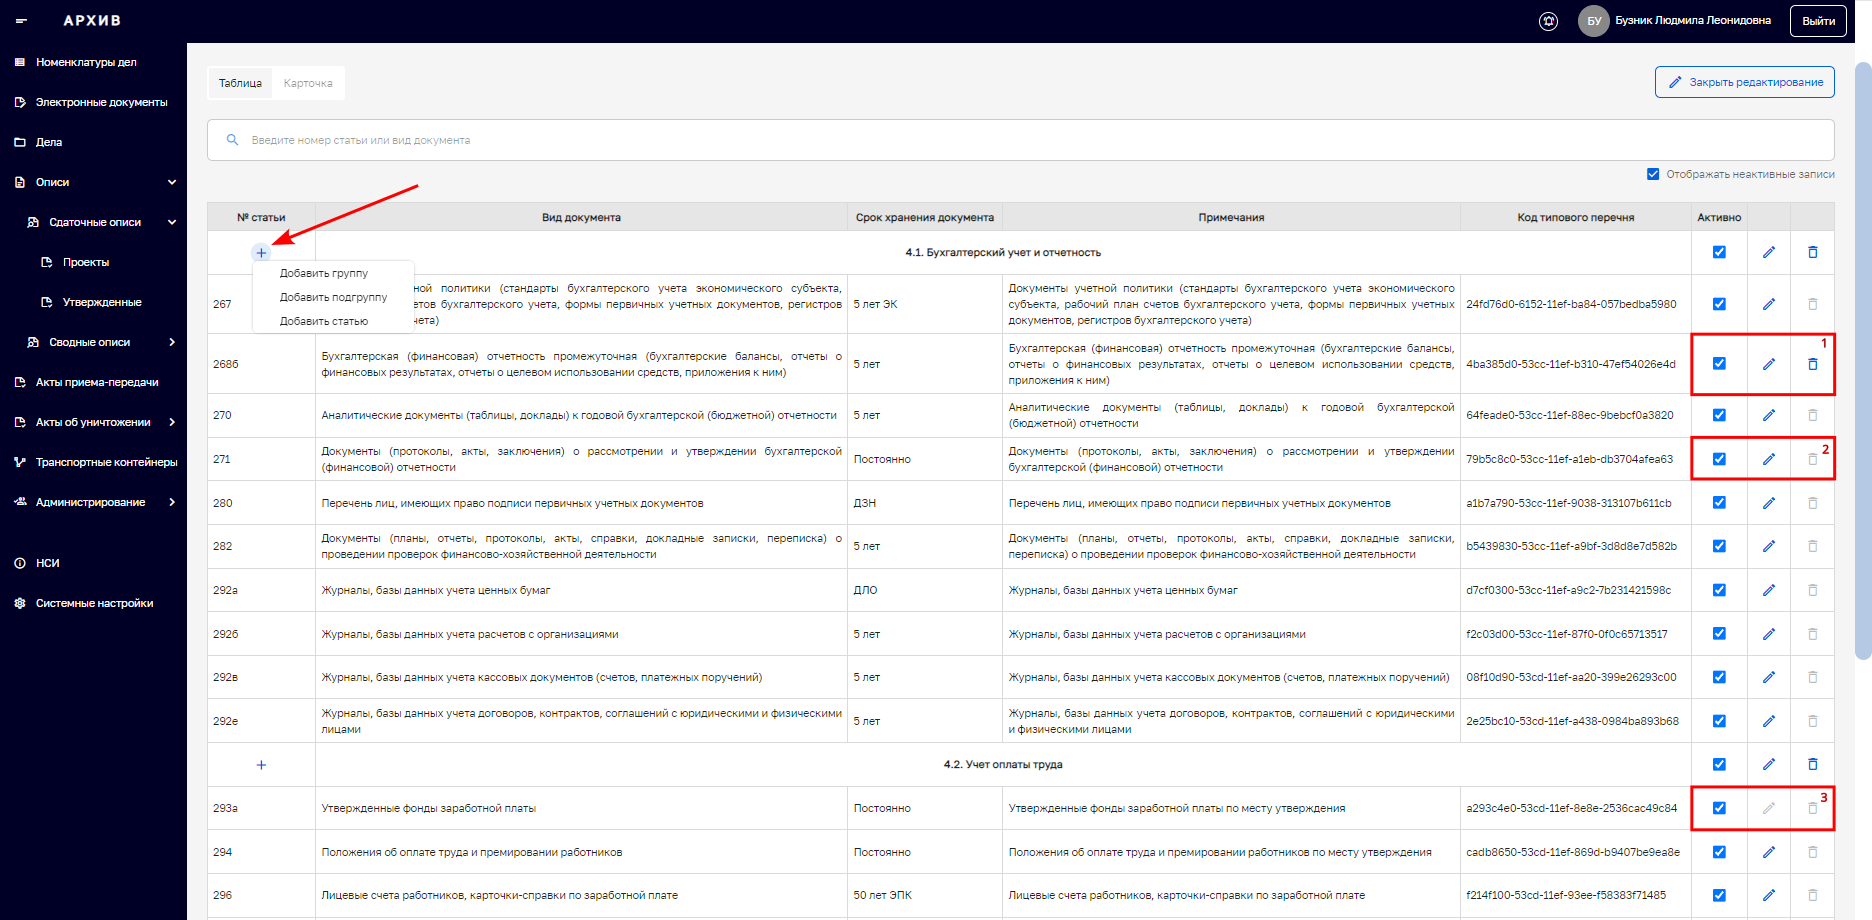 АРХИВ
БУ Бузник Людмила Леонидовна Выйти
Номенклатуры дел
Электронные документы
Дела
Описи
Сдаточные описи
Проекты
Утвержденные
Сводные описи
Акты приема-передачи
Акты об уничтожении
Транспортные контейнеры
Администрирование
НСИ
Системные настройки
Таблица Карточка Закрыть редактирование
Введите номер статьи или вид документа
Отображать неактивные записи
№ статьи Вид документа Срок хранения документа Примечания Код типового перечня Активно
+ 4.1. Бухгалтерский учет и отчетность
Добавить группу
Добавить подгруппу
Добавить статью
267
ной политики (стандарты бухгалтерского учета экономического субъекта,
етов бухгалтерского учета, формы первичных учетных документов, регистров
чета)
5 лет ЭК
Документы учетной политики (стандарты бухгалтерского учета экономического
субъекта, рабочий план счетов бухгалтерского учета, формы первичных учетных
документов, регистров бухгалтерского учета)
24fd76d0-6152-11ef-ba84-057bedba5980
268б
Бухгалтерская (финансовая) отчетность промежуточная (бухгалтерские балансы, отчеты о
финансовых результатах, отчеты о целевом использовании средств, приложения к ним)
5 лет
Бухгалтерская (финансовая) отчетность промежуточная (бухгалтерские балансы,
отчеты о финансовых результатах, отчеты о целевом использовании средств,
приложения к ним)
4ba385d0-53cc-11ef-b310-47ef54026e4d
1
270
Аналитические документы (таблицы, доклады) к годовой бухгалтерской (бюджетной) отчетности
5 лет
Аналитические документы (таблицы, доклады) к годовой бухгалтерской
(бюджетной) отчетности
64feade0-53cc-11ef-88ec-9bebcf0a3820
271
Документы (протоколы, акты, заключения) о рассмотрении и утверждении бухгалтерской
(финансовой) отчетности
Постоянно
Документы (протоколы, акты, заключения) о рассмотрении и утверждении
бухгалтерской (финансовой) отчетности
79b5c8c0-53cc-11ef-a1eb-db3704afea63
2
280
Перечень лиц, имеющих право подписи первичных учетных документов
ДЗН
Перечень лиц, имеющих право подписи первичных учетных документов
a1b7a790-53cc-11ef-9038-313107b611cb
282
Документы (планы, отчеты, протоколы, акты, справки, докладные записки, переписка) о
проведении проверок финансово-хозяйственной деятельности
5 лет
Документы (планы, отчеты, протоколы, акты, справки, докладные записки,
переписка) о проведении проверок финансово-хозяйственной деятельности
b5439830-53cc-11ef-a9bf-3d8d8e7d582b
292а
Журналы, базы данных учета ценных бумаг
ДЛО
Журналы, базы данных учета ценных бумаг
d7cf0300-53cc-11ef-a9c2-7b231421598c
292б
Журналы, базы данных учета расчетов с организациями
5 лет
Журналы, базы данных учета расчетов с организациями
f2c03d00-53cc-11ef-87f0-0f0c65713517
292в
Журналы, базы данных учета кассовых документов (счетов, платежных поручений)
5 лет
Журналы, базы данных учета кассовых документов (счетов, платежных поручений)
08f10d90-53cd-11ef-aa20-399e26293c00
292е
Журналы, базы данных учета договоров, контрактов, соглашений с юридическими и физическими
лицами
5 лет
Журналы, базы данных учета договоров, контрактов, соглашений с юридическими
и физическими лицами
2e25bc10-53cd-11ef-a438-0984ba893b68
+ 4.2. Учет оплаты труда
293а
Утвержденные фонды заработной платы
Постоянно
Утвержденные фонды заработной платы по месту утверждения
a293c4e0-53cd-11ef-8e8e-2536cac49c84
3
294
Положения об оплате труда и премировании работников
Постоянно
Положения об оплате труда и премировании работников по месту утверждения
cadb8650-53cd-11ef-869d-b9407be9ea8e
296
Лицевые счета работников, карточки-справки по заработной плате
50 лет ЭПК
Лицевые счета работников, карточки-справки по заработной плате
f214f100-53cd-11ef-93ee-f58383f71485